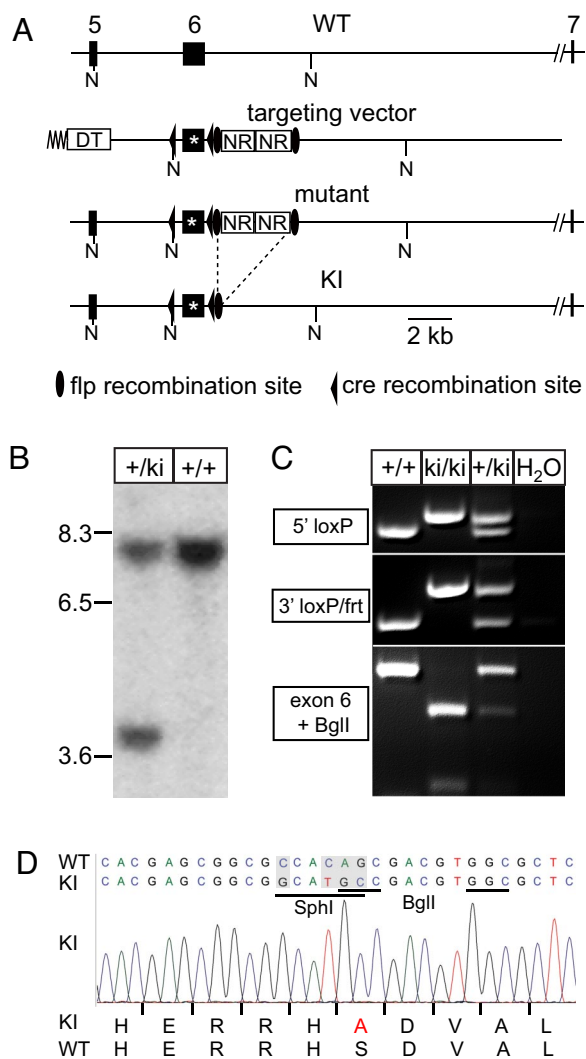 A
5 6 WT 7
N N
targeting vector
DT * NR NR
N N
mutant
* NR NR
N N N
KI
*
N N N 2 kb
flp recombination site cre recombination site
B
+/ki +/+
8.3
6.5
3.6
C
+/+ ki/ki +/ki H2O
5' loxP
3' loxP/frt
exon 6
+ BglI
D
WT C A C G A G C G G C G C C A C A G C G A C G T G G C G C T C
KI C A C G A G C G G C G G C A T G C C G A C G T G G C G C T C
SphI BglI
KI
KI H E R R H A D V A L
WT H E R R H S D V A L